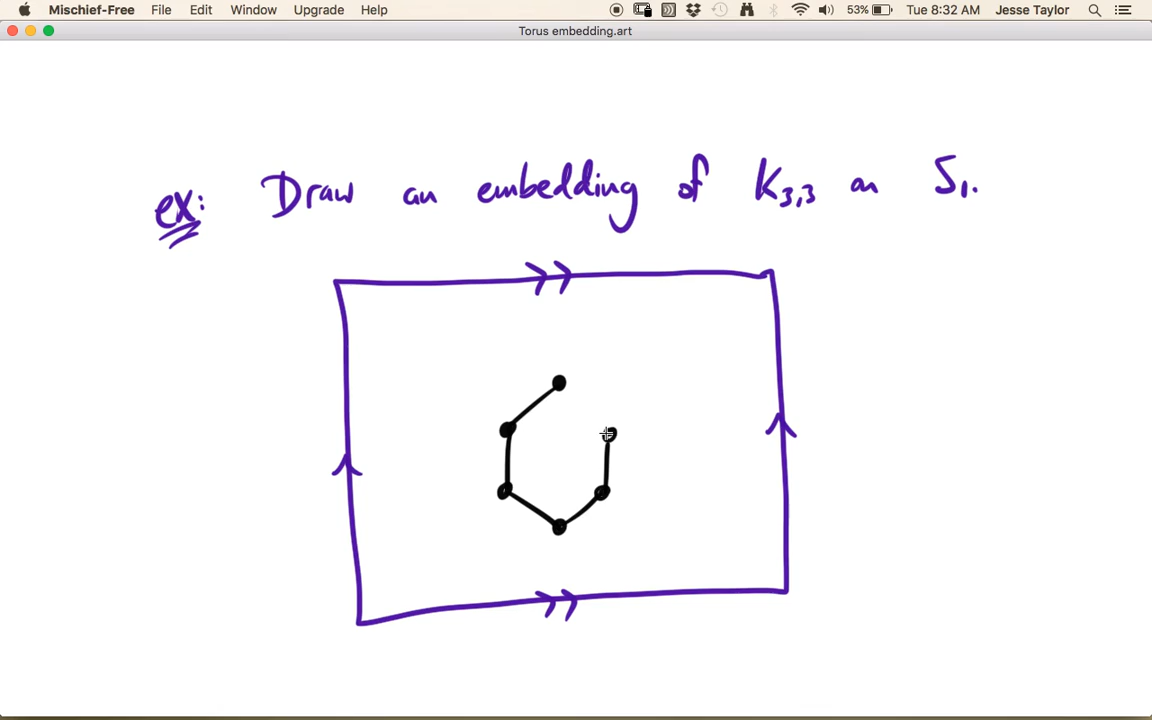 Mischief-Free File Edit Window Upgrade Help 53% Tue 8:32 AM Jesse Taylor
Torus embedding.art
ex: Draw an embedding of K3,3 on S1.